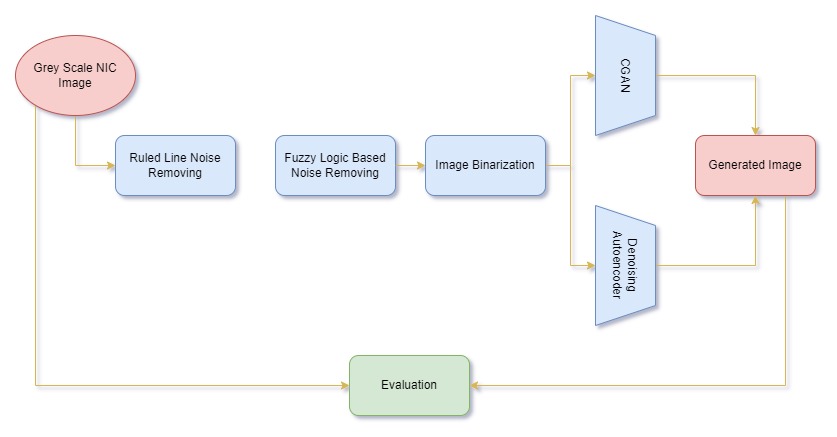 Grey Scale NIC
Image
Ruled Line Noise
Removing
Fuzzy Logic Based
Noise Removing
Image Binarization
CGAN
Denoising
Autoencoder
Generated Image
Evaluation